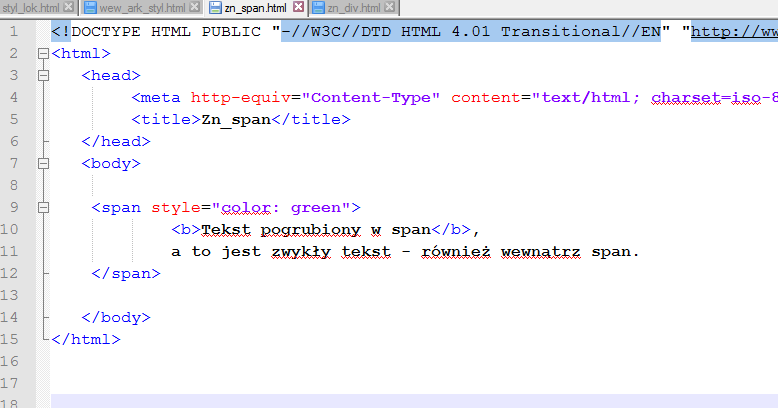 styl_lok.html wew_ark_styl.html zn_span.html zn_div.html
1 <!DOCTYPE HTML PUBLIC "-//W3C//DTD HTML 4.01 Transitional//EN" "http://ww
2 <html>
3 <head>
4 <meta http-equiv="Content-Type" content="text/html; charset=iso-8
5 <title>Zn_span</title>
6 </head>
7 <body>
8
9 <span style="color: green">
10 <b>Tekst pogrubiony w span</b>,
11 a to jest zwykły tekst - również wewnątrz span.
12 </span>
13
14 </body>
15 </html>
16
17
18